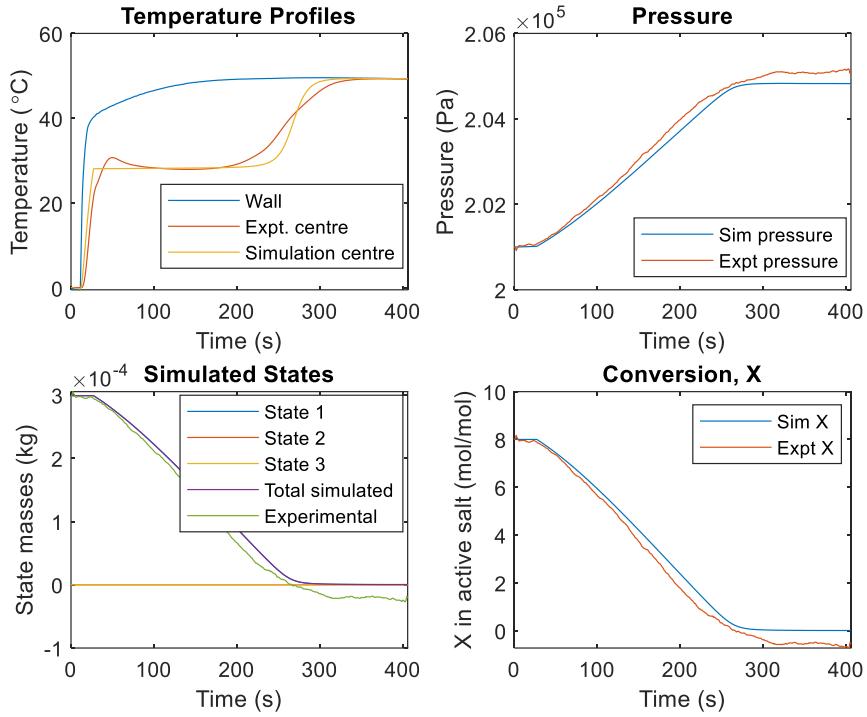 Temperature Profiles
60
40
20
0
0 100 200 300 400
Temperature (°C)
Time (s)
Wall
Expt. centre
Simulation centre
Pressure
×10⁵
2.06
2.04
2.02
2
0 100 200 300 400
Pressure (Pa)
Time (s)
Sim pressure
Expt pressure
Simulated States
×10⁻⁴
3
2
1
0
-1
0 100 200 300 400
State masses (kg)
Time (s)
State 1
State 2
State 3
Total simulated
Experimental
Conversion, X
10
8
6
4
2
0
0 100 200 300 400
X in active salt (mol/mol)
Time (s)
Sim X
Expt X